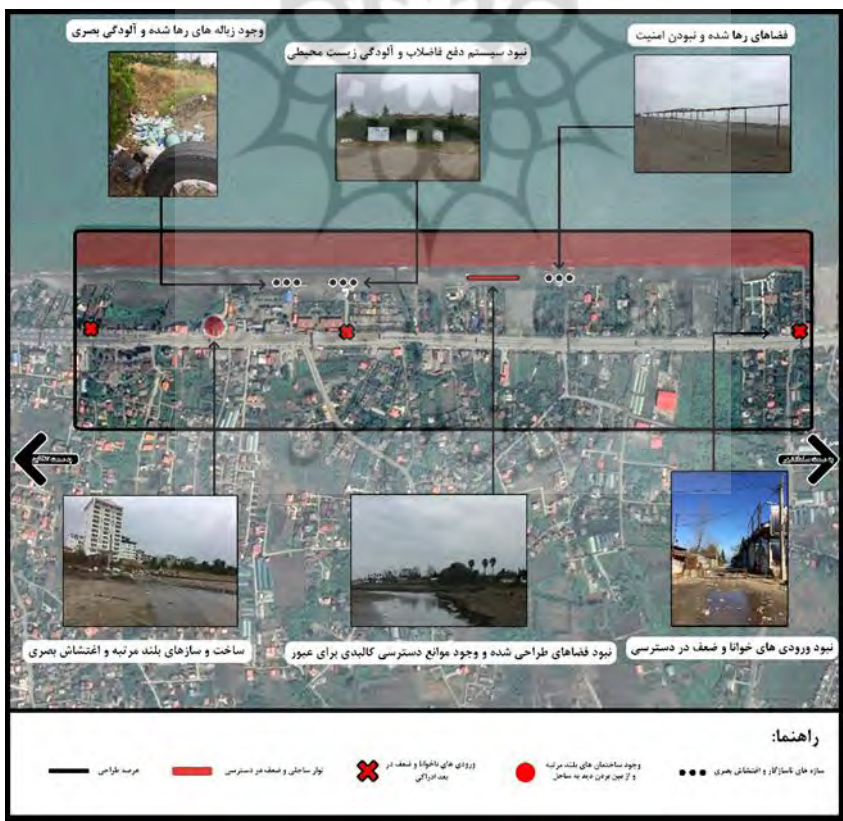 فضاهای رها شده و نبودن امنیت
نبود سیستم دفع فاضلاب و آلودگی زیست محیطی
وجود زباله های رها شده و آلودگی بصری
نبود ورودی های خوانا و ضعف در دسترسی
نبود فضاهای طراحی شده و وجود موانع دسترسی کالبدی برای عبور
ساخت و سازهای بلند مرتبه و اغتشاش بصری
راهنما:
سازه های ناسازگار و اغتشاش بصری
وجود ساختمان های بلند مرتبه
و از بین بردن دید به ساحل
ورودی های ناخوانا و ضعف در
بعد ادراکی
نوار ساحلی و ضعف در دسترسی
عرصه طراحی